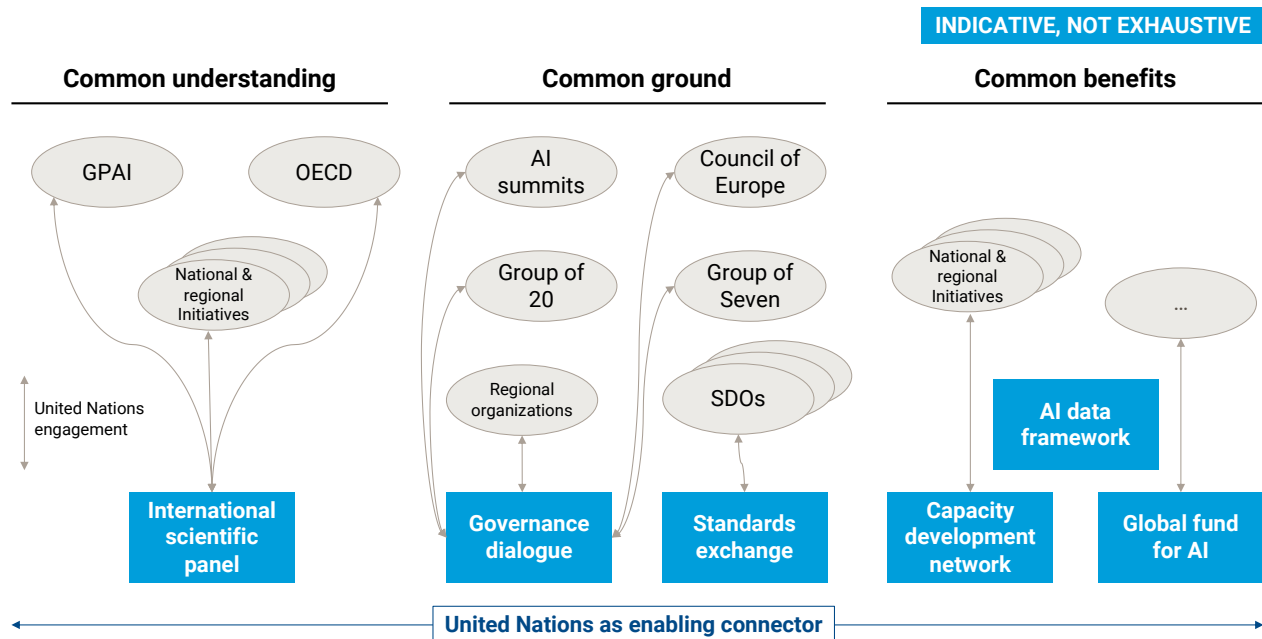 INDICATIVE, NOT EXHAUSTIVE
Common understanding
Common ground
Common benefits
GPAI
OECD
National &
regional
Initiatives
United Nations
engagement
International
scientific
panel
AI
summits
Council of
Europe
Group of
20
Group of
Seven
Regional
organizations
SDOs
Governance
dialogue
Standards
exchange
National &
regional
Initiatives
...
AI data
framework
Capacity
development
network
Global fund
for AI
United Nations as enabling connector